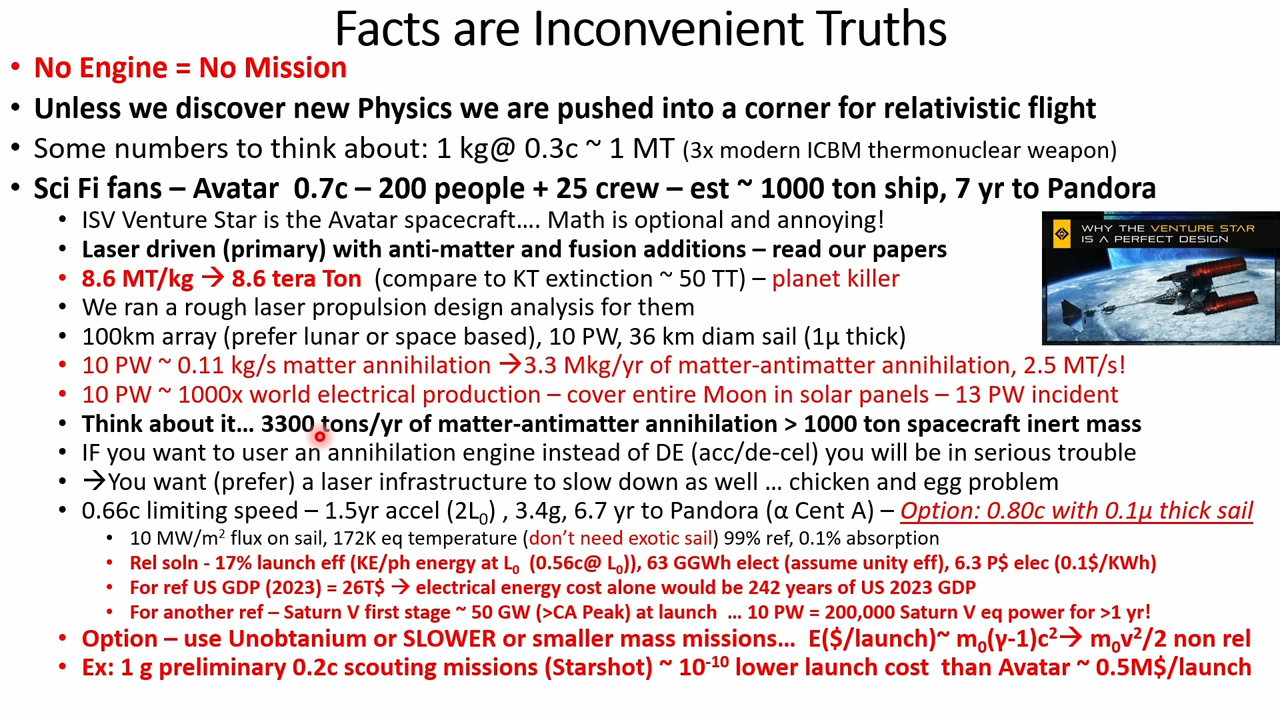 Facts are Inconvenient Truths
• No Engine = No Mission
• Unless we discover new Physics we are pushed into a corner for relativistic flight
• Some numbers to think about: 1 kg@ 0.3c ~ 1 MT (3x modern ICBM thermonuclear weapon)
• Sci Fi fans – Avatar 0.7c – 200 people + 25 crew – est ~ 1000 ton ship, 7 yr to Pandora
• ISV Venture Star is the Avatar spacecraft…. Math is optional and annoying!
WHY THE VENTURE STAR
IS A PERFECT DESIGN
• Laser driven (primary) with anti-matter and fusion additions – read our papers
• 8.6 MT/kg → 8.6 tera Ton (compare to KT extinction ~ 50 TT) – planet killer
• We ran a rough laser propulsion design analysis for them
• 100km array (prefer lunar or space based), 10 PW, 36 km diam sail (1µ thick)
• 10 PW ~ 0.11 kg/s matter annihilation →3.3 Mkg/yr of matter-antimatter annihilation, 2.5 MT/s!
• 10 PW ~ 1000x world electrical production – cover entire Moon in solar panels – 13 PW incident
• Think about it… 3300 tons/yr of matter-antimatter annihilation > 1000 ton spacecraft inert mass
• IF you want to user an annihilation engine instead of DE (acc/de-cel) you will be in serious trouble
• →You want (prefer) a laser infrastructure to slow down as well … chicken and egg problem
• 0.66c limiting speed – 1.5yr accel (2L₀) , 3.4g, 6.7 yr to Pandora (α Cent A) – Option: 0.80c with 0.1µ thick sail
• 10 MW/m² flux on sail, 172K eq temperature (don't need exotic sail) 99% ref, 0.1% absorption
• Rel soln - 17% launch eff (KE/ph energy at L₀ (0.56c@ L₀)), 63 GGWh elect (assume unity eff), 6.3 P$ elec (0.1$/KWh)
• For ref US GDP (2023) = 26T$ → electrical energy cost alone would be 242 years of US 2023 GDP
• For another ref – Saturn V first stage ~ 50 GW (>CA Peak) at launch … 10 PW = 200,000 Saturn V eq power for >1 yr!
• Option – use Unobtanium or SLOWER or smaller mass missions… E($/launch)~ m₀(γ-1)c²→ m₀v²/2 non rel
• Ex: 1 g preliminary 0.2c scouting missions (Starshot) ~ 10⁻¹⁰ lower launch cost than Avatar ~ 0.5M$/launch